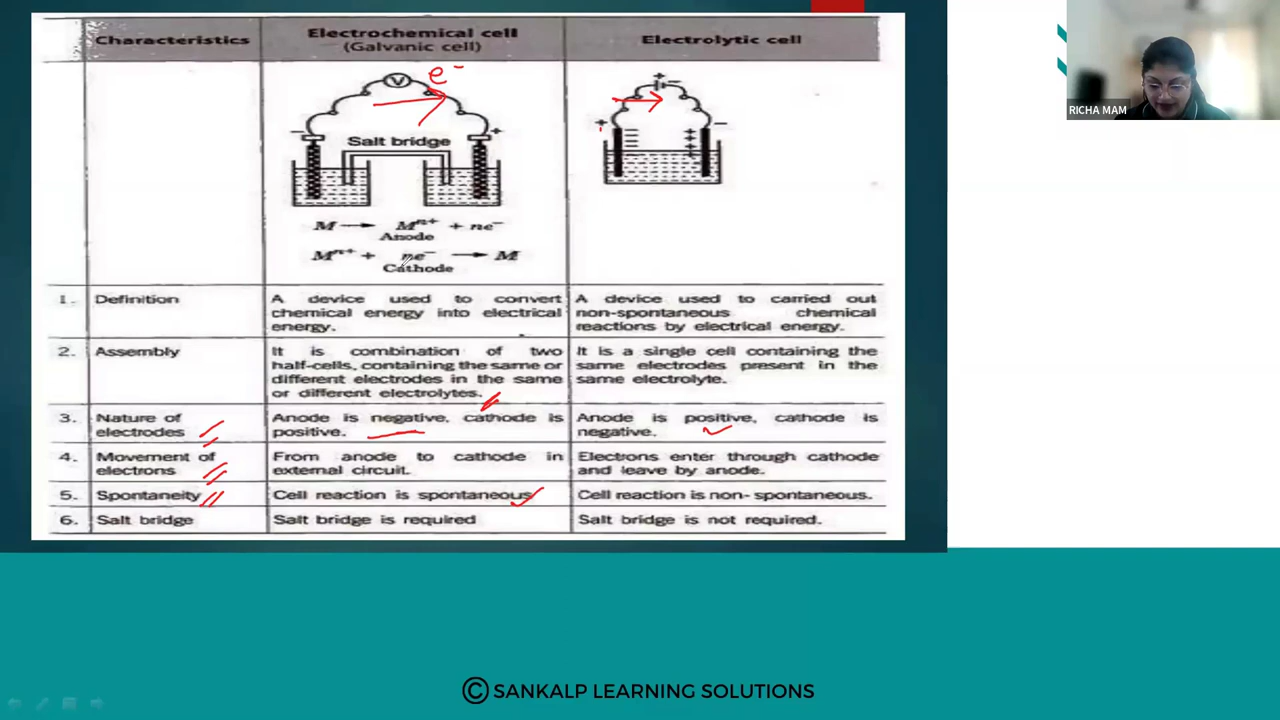 Characteristics
Electrochemical cell
(Galvanic cell)
Electrolytic cell
V
e⁻
+ −
− +
+ −
Salt bridge
M → Mⁿ⁺ + ne⁻
Anode
Mⁿ⁺ + ne⁻ → M
Cathode
1. Definition
A device used to convert
chemical energy into electrical
energy.
A device used to carried out
non-spontaneous chemical
reactions by electrical energy.
2. Assembly
It is combination of two
half-cells, containing the same or
different electrodes in the same
or different electrolytes.
It is a single cell containing the
same electrodes present in the
same electrolyte.
3. Nature of
electrodes
Anode is negative, cathode is
positive.
Anode is positive, cathode is
negative.
4. Movement of
electrons
From anode to cathode in
external circuit.
Electrons enter through cathode
and leave by anode.
5. Spontaneity
Cell reaction is spontaneous
Cell reaction is non-spontaneous.
6. Salt bridge
Salt bridge is required
Salt bridge is not required.
RICHA MAM
© SANKALP LEARNING SOLUTIONS